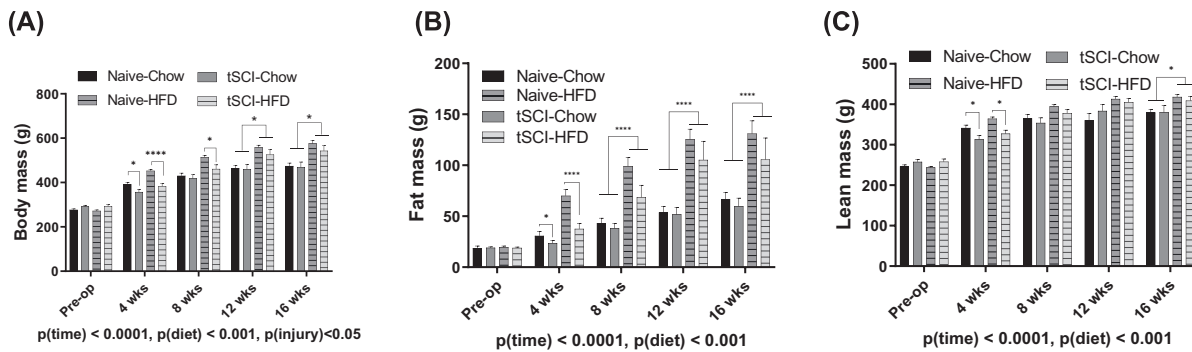 (A)
Naive-Chow
tSCI-Chow
Naive-HFD
tSCI-HFD
Body mass (g)
800
600
400
200
0
*
****
*
*
*
Pre-op
4 wks
8 wks
12 wks
16 wks
p(time) < 0.0001, p(diet) < 0.001, p(injury)<0.05
(B)
Naive-Chow
Naive-HFD
tSCI-Chow
tSCI-HFD
Fat mass (g)
200
150
100
50
0
*
****
****
****
****
Pre-op
4 wks
8 wks
12 wks
16 wks
p(time) < 0.0001, p(diet) < 0.001
(C)
Naive-Chow
tSCI-Chow
Naive-HFD
tSCI-HFD
Lean mass (g)
500
400
300
200
100
0
*
*
*
Pre-op
4 wks
8 wks
12 wks
16 wks
p(time) < 0.0001, p(diet) < 0.001